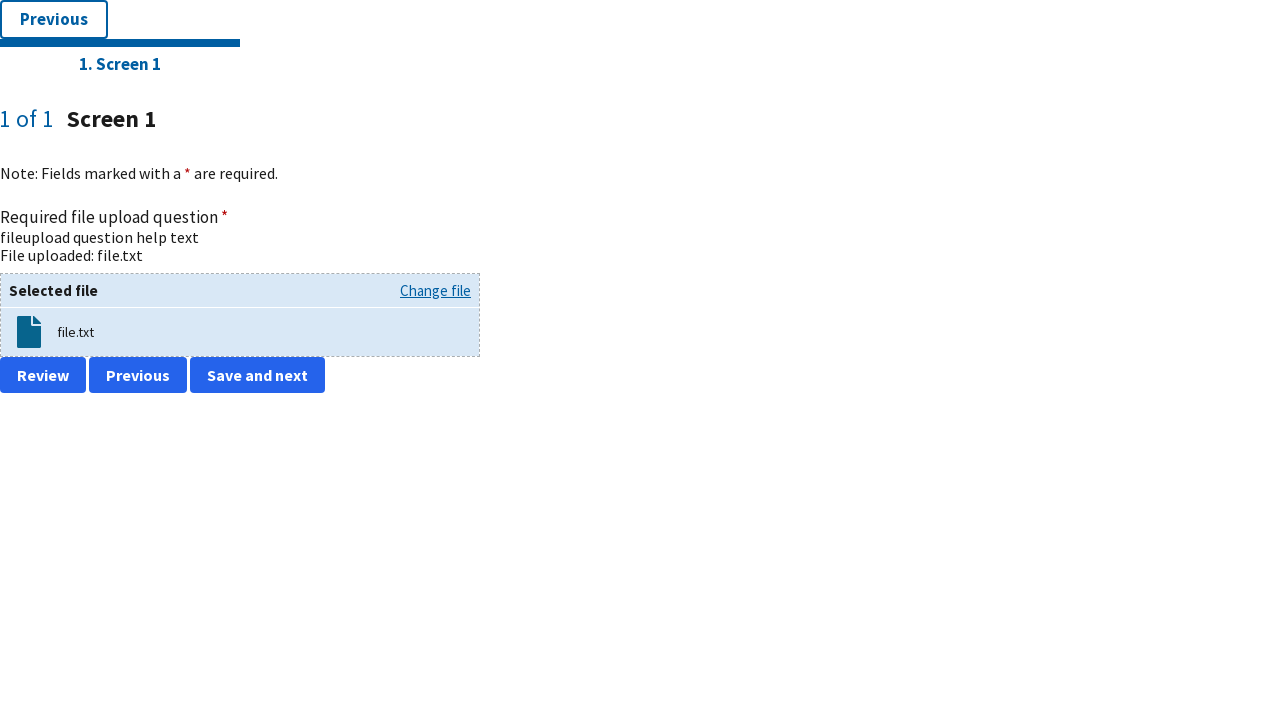 Previous
1. Screen 1
1 of 1 Screen 1
Note: Fields marked with a * are required.
Required file upload question *
fileupload question help text
File uploaded: file.txt
Selected file Change file
file.txt
Review Previous Save and next